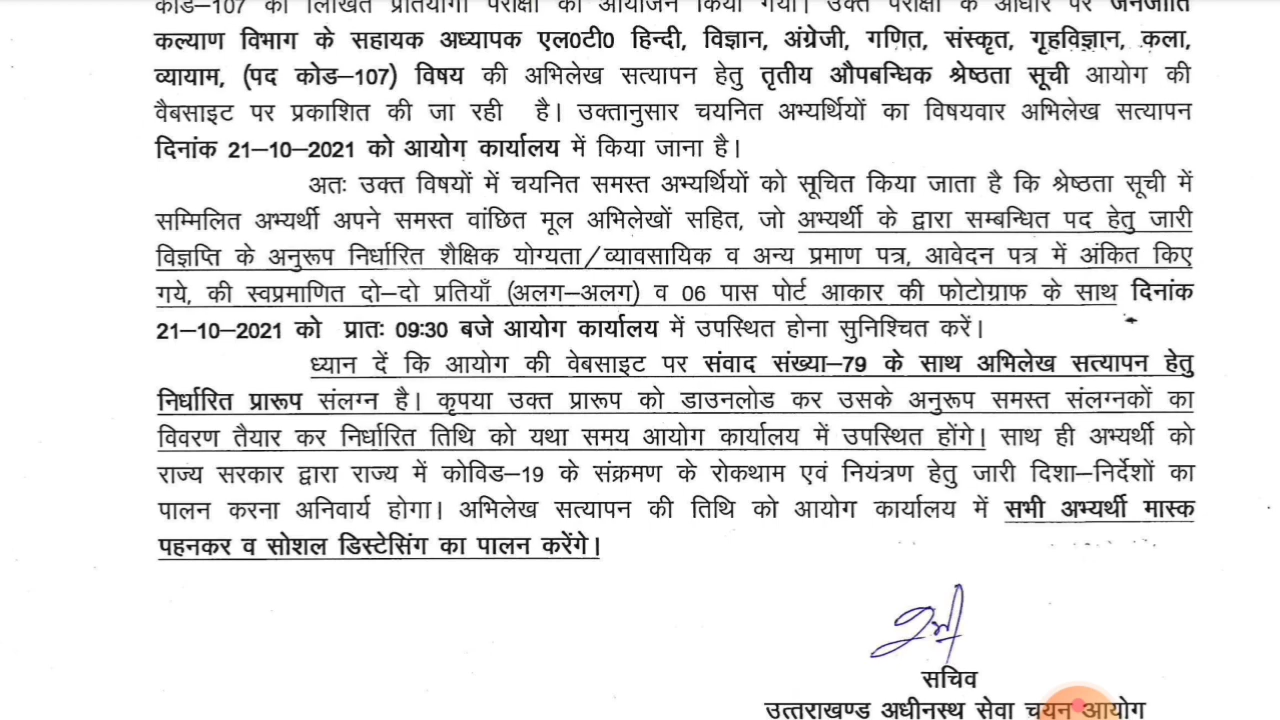 कोड–107 की लिखित प्रतियोगी परीक्षा का आयोजन किया गया। उक्त परीक्षा के आधार पर जनजाति
कल्याण विभाग के सहायक अध्यापक एल0टी0 हिन्दी, विज्ञान, अंग्रेजी, गणित, संस्कृत, गृहविज्ञान, कला,
व्यायाम, (पद कोड–107) विषय की अभिलेख सत्यापन हेतु तृतीय औपबन्धिक श्रेष्ठता सूची आयोग की
वैबसाइट पर प्रकाशित की जा रही है। उक्तानुसार चयनित अभ्यर्थियों का विषयवार अभिलेख सत्यापन
दिनांक 21–10–2021 को आयोग कार्यालय में किया जाना है।
अतः उक्त विषयों में चयनित समस्त अभ्यर्थियों को सूचित किया जाता है कि श्रेष्ठता सूची में
सम्मिलित अभ्यर्थी अपने समस्त वांछित मूल अभिलेखों सहित, जो अभ्यर्थी के द्वारा सम्बन्धित पद हेतु जारी
विज्ञप्ति के अनुरूप निर्धारित शैक्षिक योग्यता/व्यावसायिक व अन्य प्रमाण पत्र, आवेदन पत्र में अंकित किए
गये, की स्वप्रमाणित दो–दो प्रतियाँ (अलग–अलग) व 06 पास पोर्ट आकार की फोटोग्राफ के साथ दिनांक
21–10–2021 को प्रातः 09:30 बजे आयोग कार्यालय में उपस्थित होना सुनिश्चित करें।
ध्यान दें कि आयोग की वेबसाइट पर संवाद संख्या–79 के साथ अभिलेख सत्यापन हेतु
निर्धारित प्रारूप संलग्न है। कृपया उक्त प्रारूप को डाउनलोड कर उसके अनुरूप समस्त संलग्नकों का
विवरण तैयार कर निर्धारित तिथि को यथा समय आयोग कार्यालय में उपस्थित होंगे। साथ ही अभ्यर्थी को
राज्य सरकार द्वारा राज्य में कोविड–19 के संक्रमण के रोकथाम एवं नियंत्रण हेतु जारी दिशा–निर्देशों का
पालन करना अनिवार्य होगा। अभिलेख सत्यापन की तिथि को आयोग कार्यालय में सभी अभ्यर्थी मास्क
पहनकर व सोशल डिस्टेसिंग का पालन करेंगे।
सचिव
उत्तराखण्ड अधीनस्थ सेवा चयन आयोग